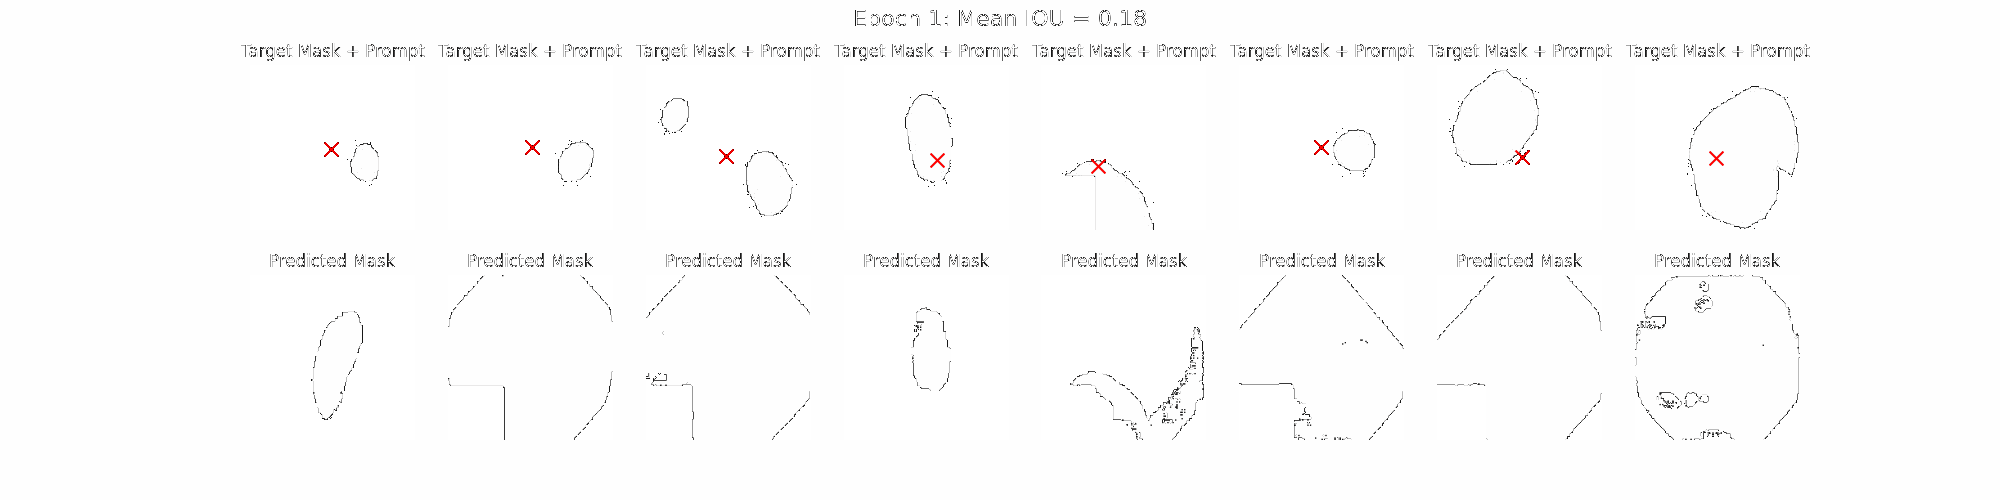 Epoch 1: Mean IOU = 0.18
Target Mask + Prompt Target Mask + Prompt Target Mask + Prompt Target Mask + Prompt Target Mask + Prompt Target Mask + Prompt Target Mask + Prompt Target Mask + Prompt
Predicted Mask Predicted Mask Predicted Mask Predicted Mask Predicted Mask Predicted Mask Predicted Mask Predicted Mask